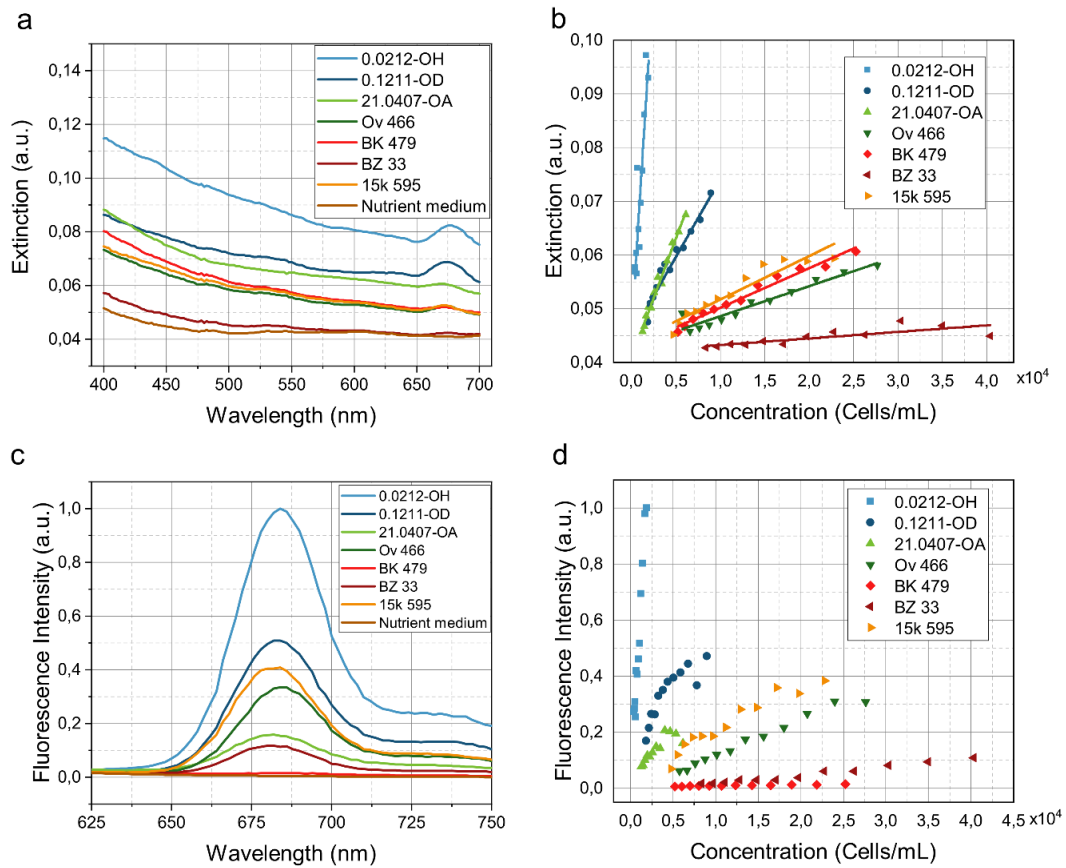 a
Extinction (a.u.)
0,14
0,12
0,10
0,08
0,06
0,04
400 450 500 550 600 650 700
Wavelength (nm)
0.0212-OH
0.1211-OD
21.0407-OA
Ov 466
BK 479
BZ 33
15k 595
Nutrient medium
b
Extinction (a.u.)
0,10
0,09
0,08
0,07
0,06
0,05
0,04
0,0 0,5 1,0 1,5 2,0 2,5 3,0 3,5 4,0 x10⁴
Concentration (Cells/mL)
0.0212-OH
0.1211-OD
21.0407-OA
Ov 466
BK 479
BZ 33
15k 595
c
Fluorescence Intensity (a.u.)
1,0
0,8
0,6
0,4
0,2
0,0
625 650 675 700 725 750
Wavelength (nm)
0.0212-OH
0.1211-OD
21.0407-OA
Ov 466
BK 479
BZ 33
15k 595
Nutrient medium
d
Fluorescence Intensity (a.u.)
1,0
0,8
0,6
0,4
0,2
0,0
0,0 0,5 1,0 1,5 2,0 2,5 3,0 3,5 4,0 4,5 x10⁴
Concentration (Cells/mL)
0.0212-OH
0.1211-OD
21.0407-OA
Ov 466
BK 479
BZ 33
15k 595